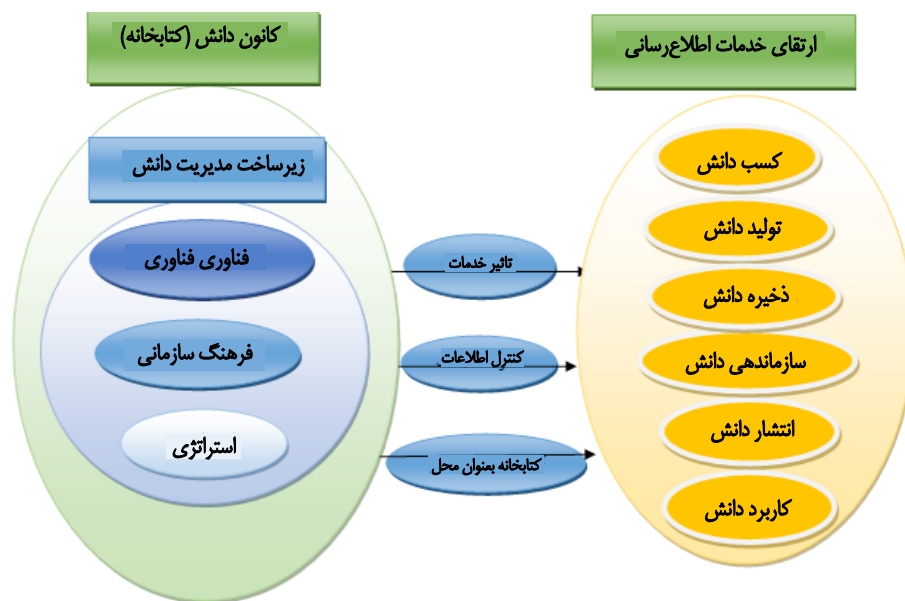 کانون دانش (کتابخانه)
زیرساخت مدیریت دانش
فناوری فناوری
فرهنگ سازمانی
استراتژی
تاثیر خدمات
کنترل اطلاعات
کتابخانه بعنوان محل
ارتقای خدمات اطلاع‌رسانی
کسب دانش
تولید دانش
ذخیره دانش
سازماندهی دانش
انتشار دانش
کاربرد دانش